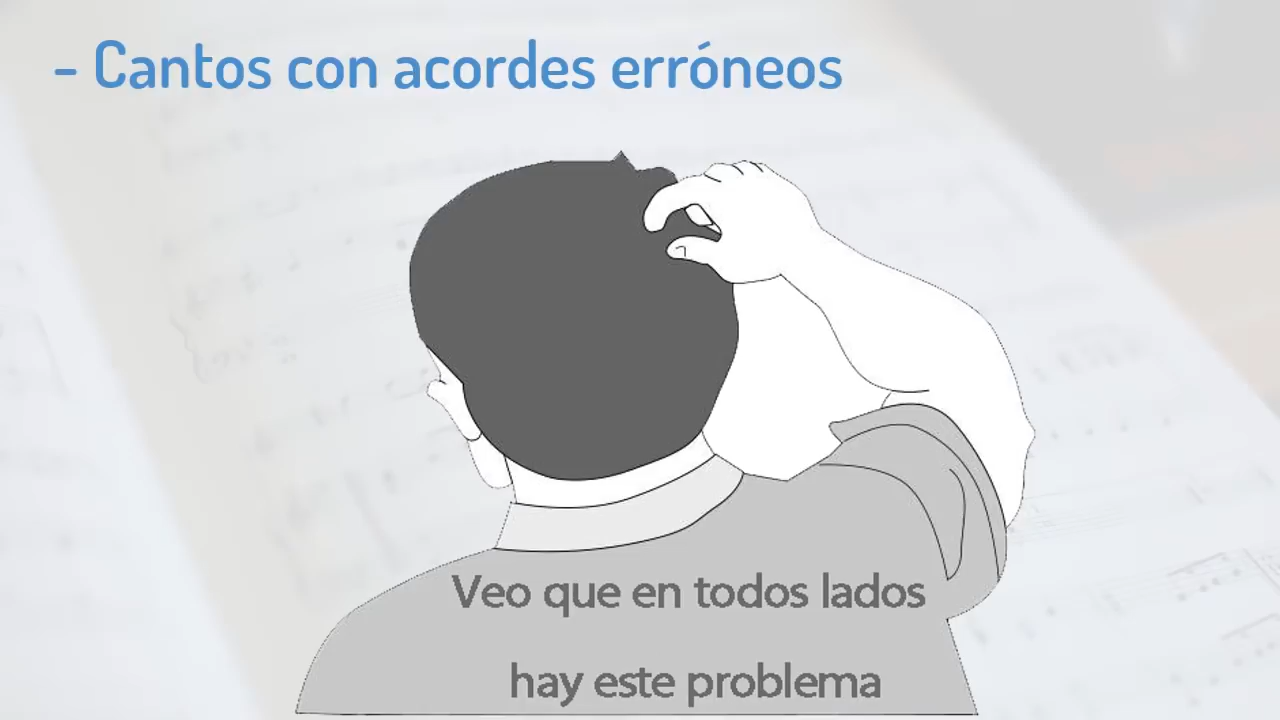 - Cantos con acordes erróneos
Veo que en todos lados
hay este problema